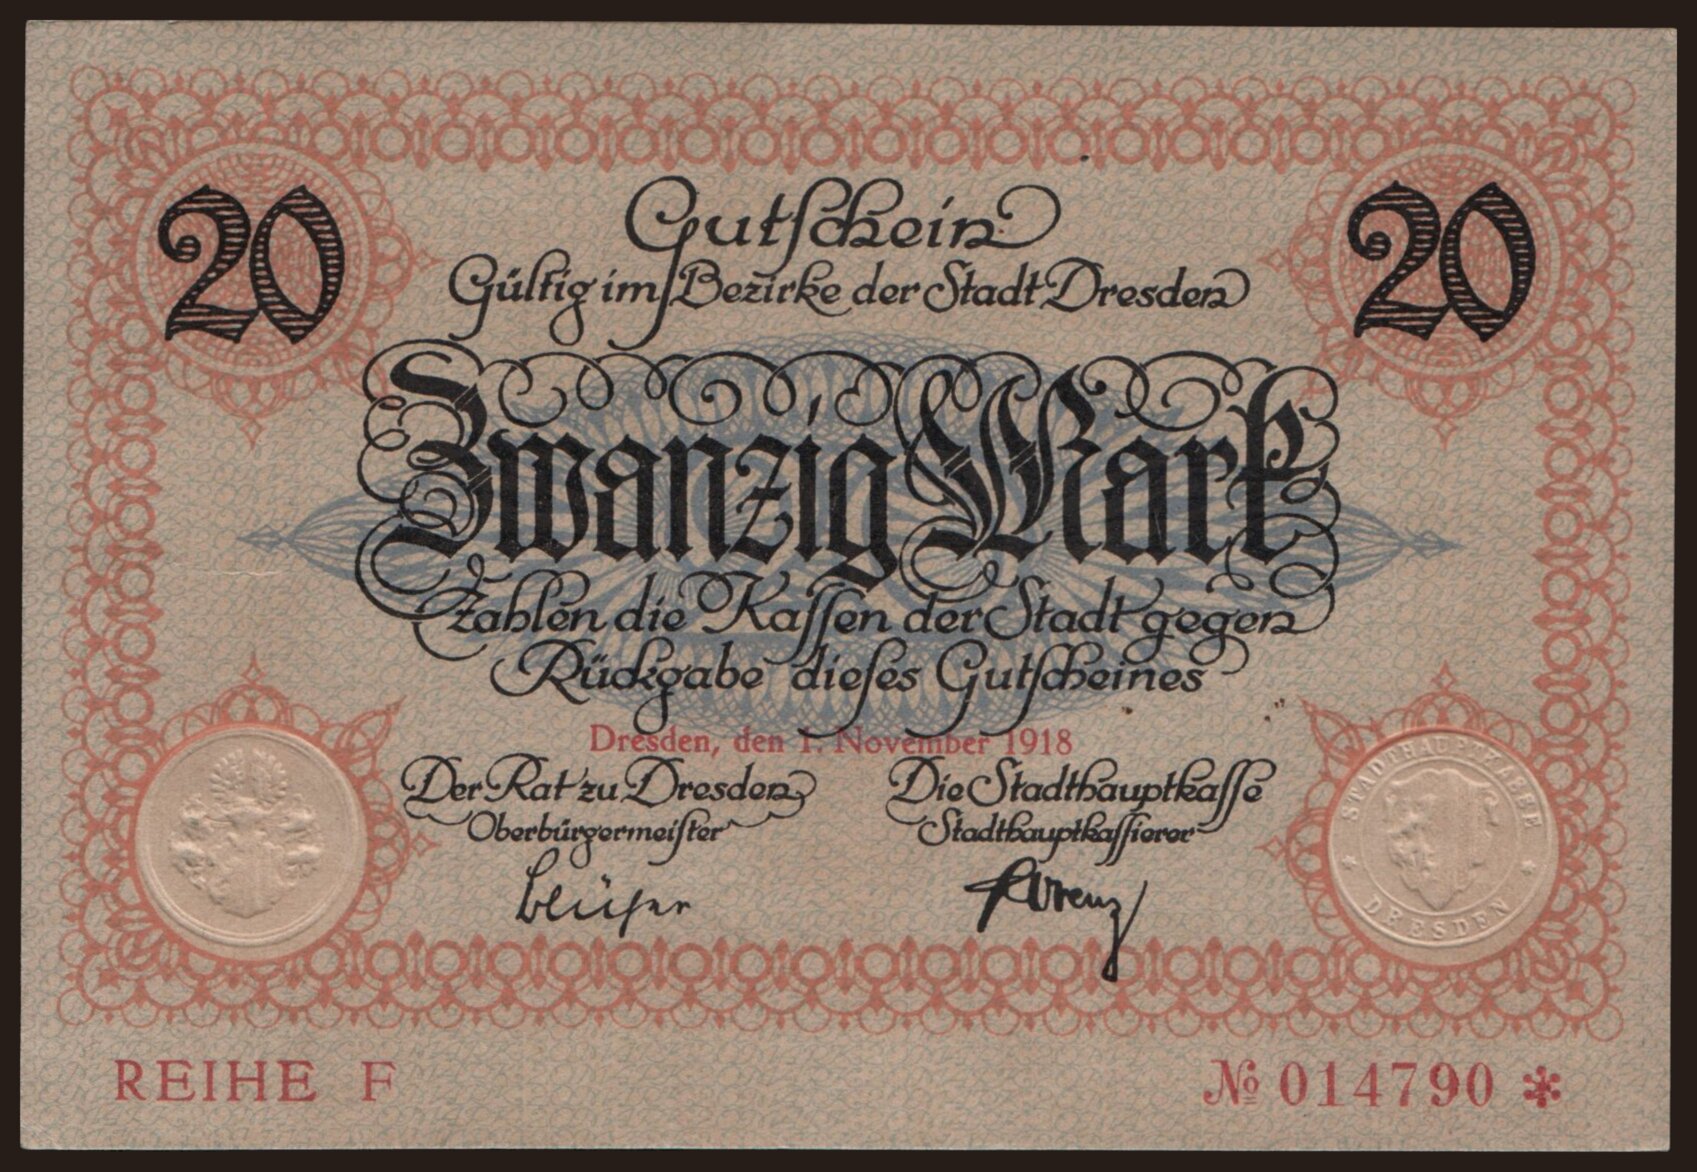 20 20
Gutschein
Gültig im Bezirke der Stadt Dresden
Zwanzig Mark
zahlen die Kassen der Stadt gegen
Rückgabe dieses Gutscheines
Dresden, den 1. November 1918
Der Rat zu Dresden
Oberbürgermeister
Blüher
Die Stadthauptkasse
Stadthauptkassierer
STADTHAUPTKASSE
* DRESDEN *
REIHE F
№ 014790 *